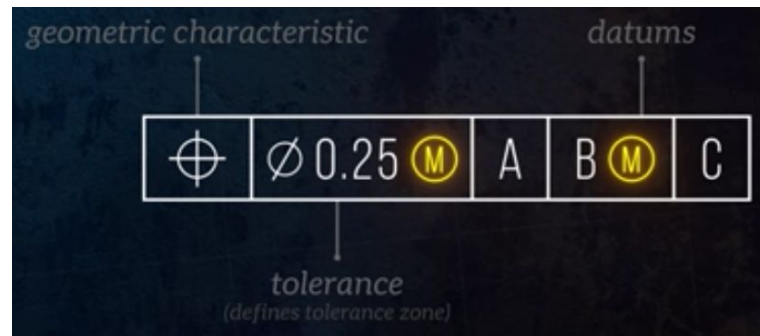 geometric characteristic datums
⌖ ⌀ 0.25 Ⓜ A B Ⓜ C
tolerance
(defines tolerance zone)